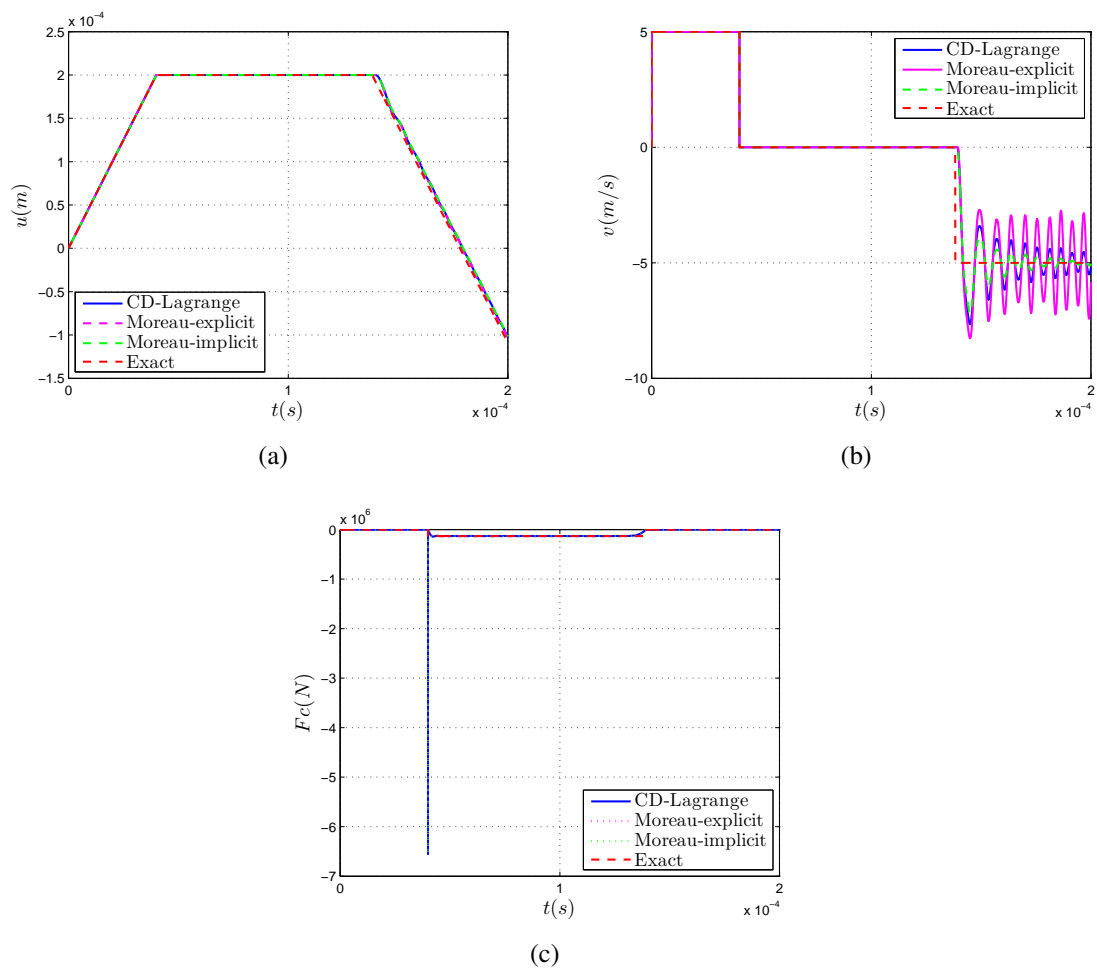 x 10⁻⁴
2.5
2
1.5
1
0.5
0
−0.5
−1
−1.5
u(m)
0
1
2
t(s)
x 10⁻⁴
CD-Lagrange
Moreau-explicit
Moreau-implicit
Exact
(a)
5
0
−5
−10
v(m/s)
0
1
2
t(s)
x 10⁻⁴
CD-Lagrange
Moreau-explicit
Moreau-implicit
Exact
(b)
x 10⁶
0
−1
−2
−3
−4
−5
−6
−7
Fc(N)
0
1
2
t(s)
x 10⁻⁴
CD-Lagrange
Moreau-explicit
Moreau-implicit
Exact
(c)